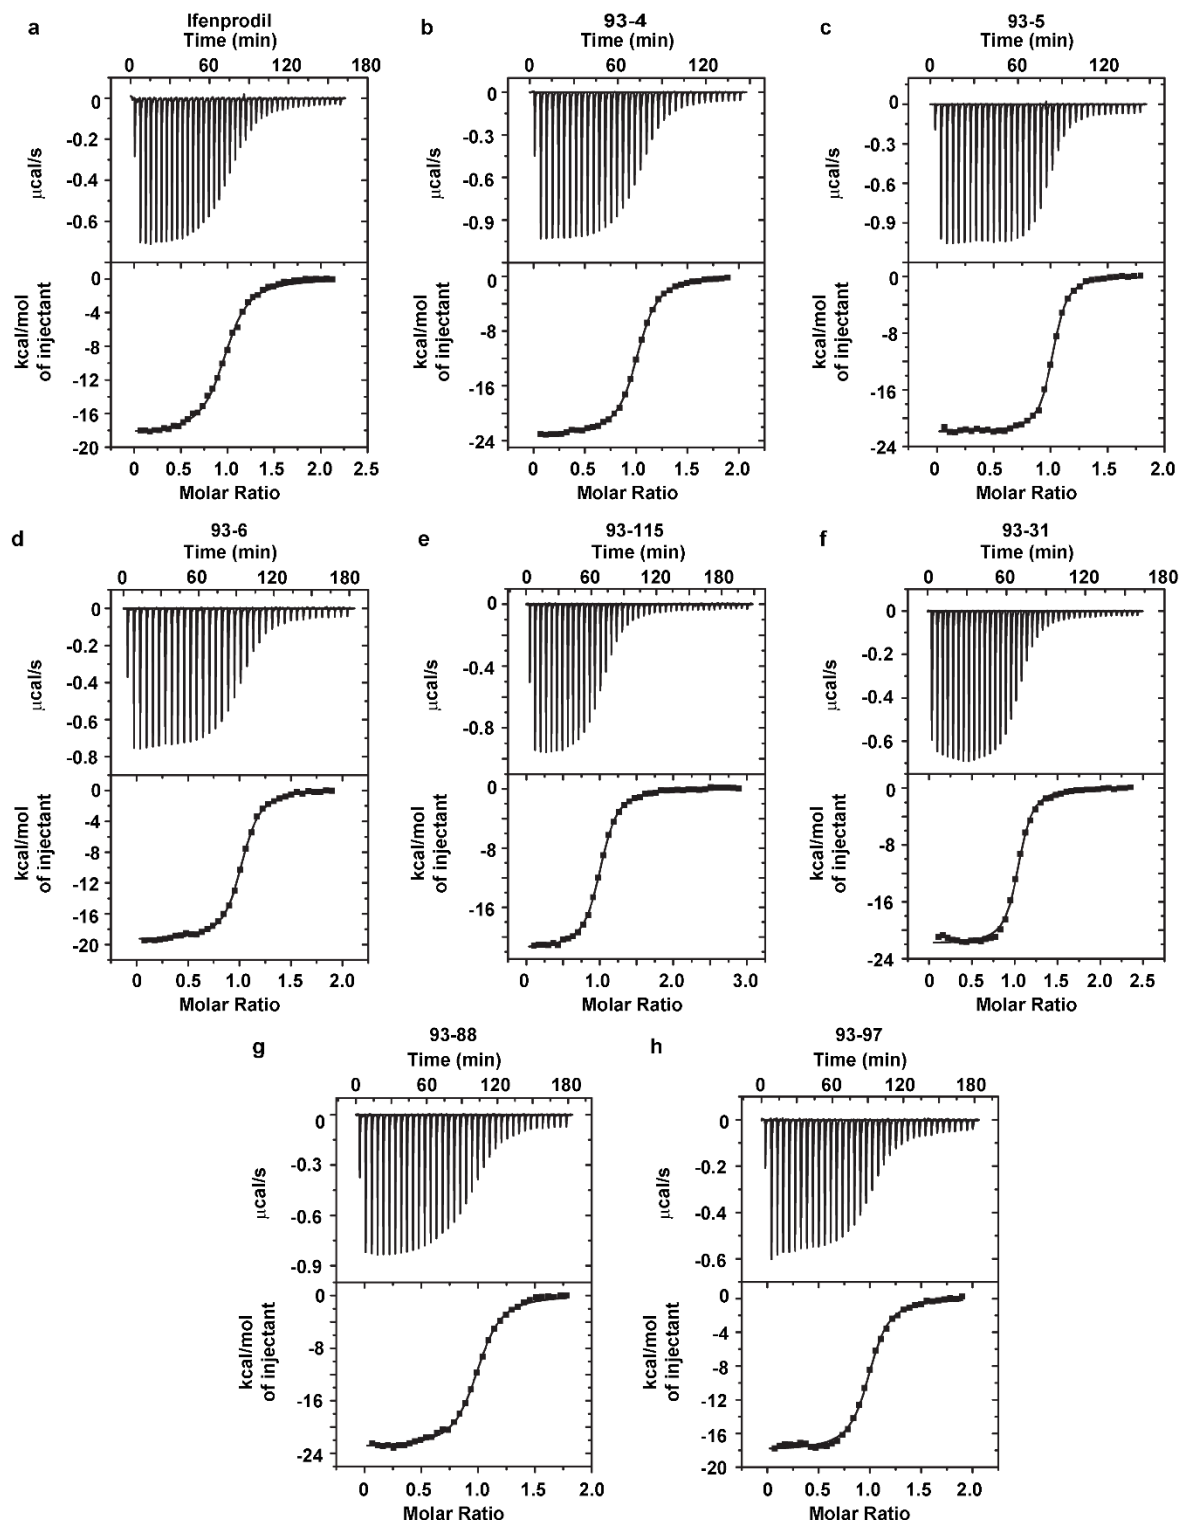 a
Ifenprodil
Time (min)
0 60 120 180
0
-0.2
-0.4
-0.6
μcal/s
0
-4
-8
-12
-16
-20
kcal/mol
of injectant
0 0.5 1.0 1.5 2.0 2.5
Molar Ratio
b
93-4
Time (min)
0 60 120
0
-0.3
-0.6
-0.9
μcal/s
0
-8
-16
-24
kcal/mol
of injectant
0 0.5 1.0 1.5 2.0
Molar Ratio
c
93-5
Time (min)
0 60 120
0
-0.3
-0.6
-0.9
μcal/s
0
-8
-16
-24
kcal/mol
of injectant
0 0.5 1.0 1.5 2.0
Molar Ratio
d
93-6
Time (min)
0 60 120 180
0
-0.2
-0.4
-0.6
-0.8
μcal/s
0
-4
-8
-12
-16
-20
kcal/mol
of injectant
0 0.5 1.0 1.5 2.0
Molar Ratio
e
93-115
Time (min)
0 60 120 180
0
-0.4
-0.8
μcal/s
0
-8
-16
kcal/mol
of injectant
0 1.0 2.0 3.0
Molar Ratio
f
93-31
Time (min)
0 60 120 180
0
-0.2
-0.4
-0.6
μcal/s
0
-8
-16
-24
kcal/mol
of injectant
0 0.5 1.0 1.5 2.0 2.5
Molar Ratio
g
93-88
Time (min)
0 60 120 180
0
-0.3
-0.6
-0.9
μcal/s
0
-8
-16
-24
kcal/mol
of injectant
0 0.5 1.0 1.5 2.0
Molar Ratio
h
93-97
Time (min)
0 60 120 180
0
-0.2
-0.4
-0.6
μcal/s
0
-4
-8
-12
-16
-20
kcal/mol
of injectant
0 0.5 1.0 1.5 2.0
Molar Ratio